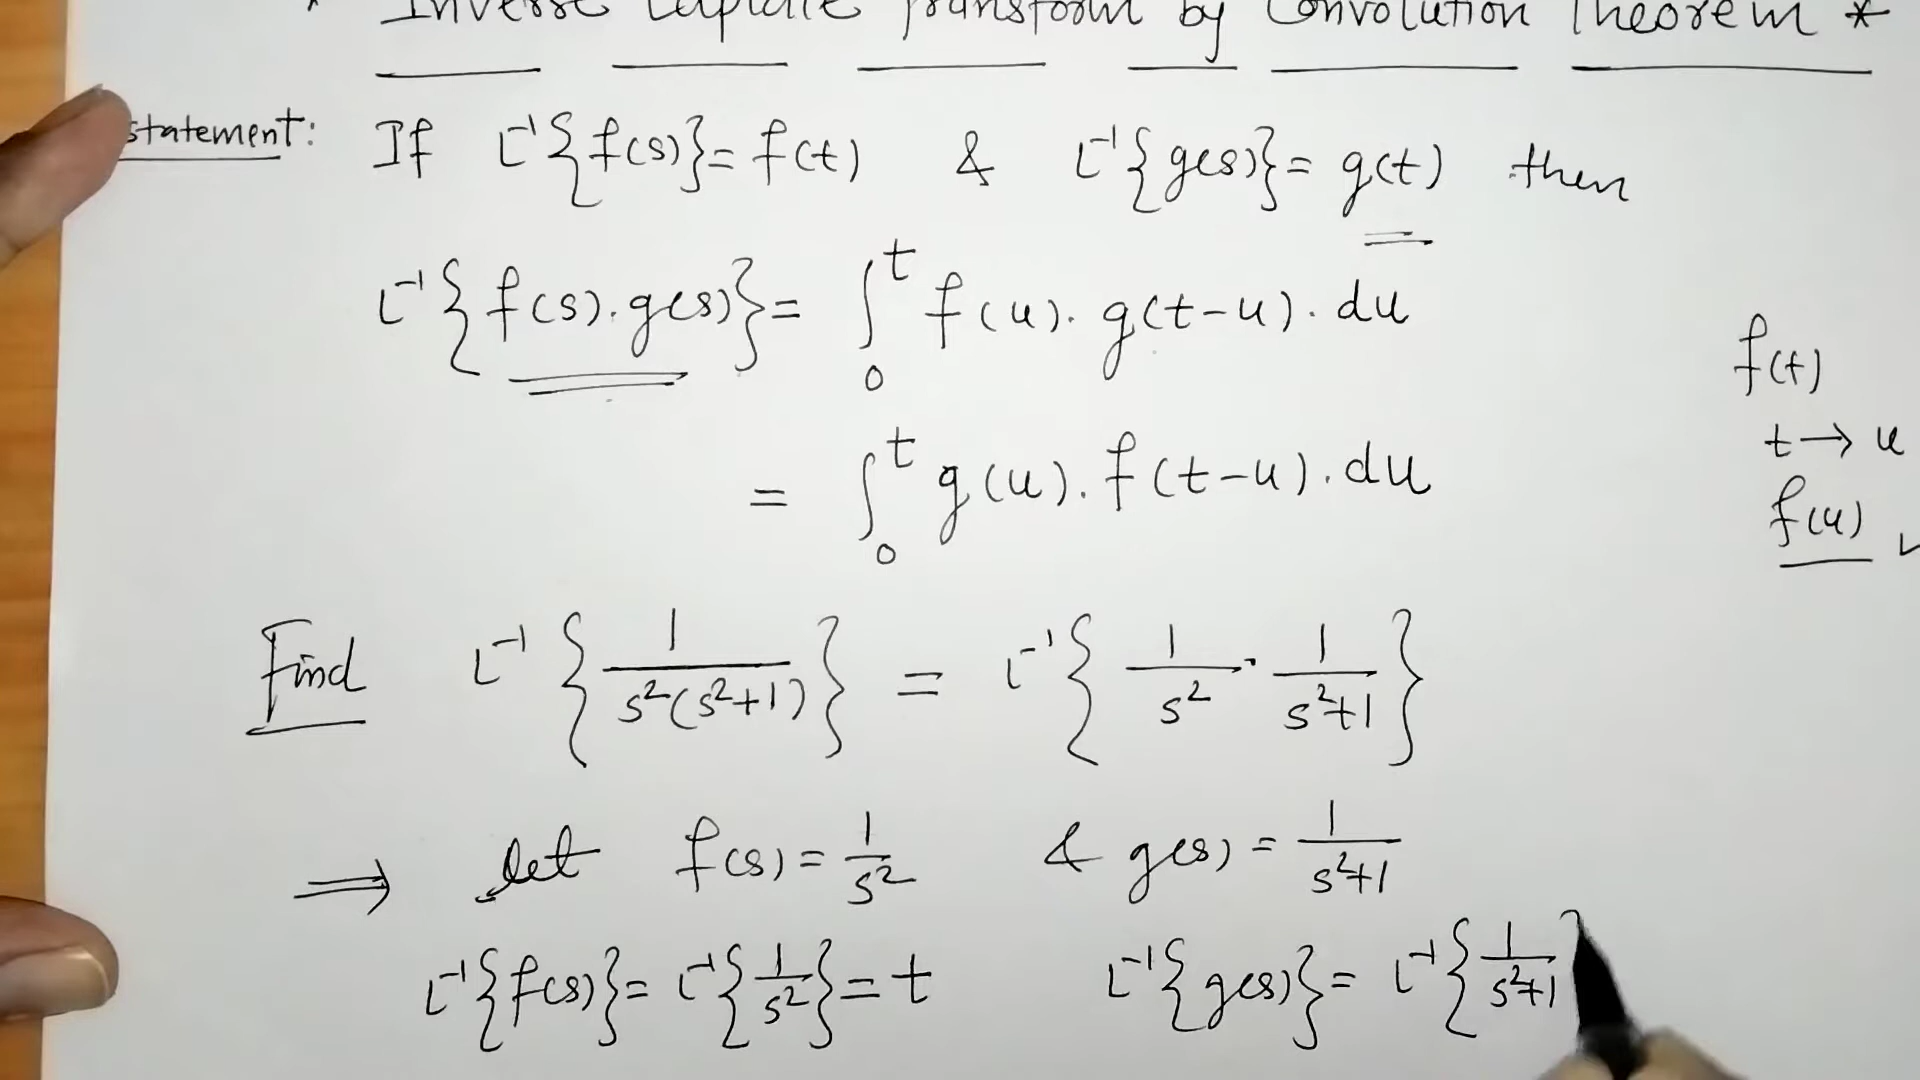 * Inverse Laplace Transform by Convolution Theorem *
statement: If L⁻¹{f(s)} = f(t) & L⁻¹{g(s)} = g(t) then
L⁻¹{f(s).g(s)} = ∫₀ᵗ f(u). g(t-u). du
= ∫₀ᵗ g(u). f(t-u). du
f(t)
t → u
f(u) ✓
Find L⁻¹{1/(s²(s²+1))} = L⁻¹{1/s² · 1/(s²+1)}
⇒ let f(s) = 1/s² & g(s) = 1/(s²+1)
L⁻¹{f(s)} = L⁻¹{1/s²} = t L⁻¹{g(s)} = L⁻¹{1/(s²+1)